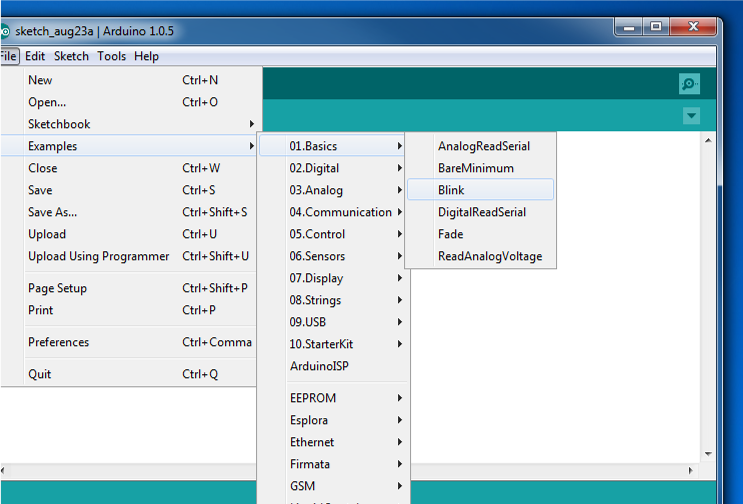 sketch_aug23a | Arduino 1.0.5
File Edit Sketch Tools Help
New Ctrl+N
Open... Ctrl+O
Sketchbook
Examples
Close Ctrl+W
Save Ctrl+S
Save As... Ctrl+Shift+S
Upload Ctrl+U
Upload Using Programmer Ctrl+Shift+U
Page Setup Ctrl+Shift+P
Print Ctrl+P
Preferences Ctrl+Comma
Quit Ctrl+Q
01.Basics
02.Digital
03.Analog
04.Communication
05.Control
06.Sensors
07.Display
08.Strings
09.USB
10.StarterKit
ArduinoISP
EEPROM
Esplora
Ethernet
Firmata
GSM
AnalogReadSerial
BareMinimum
Blink
DigitalReadSerial
Fade
ReadAnalogVoltage